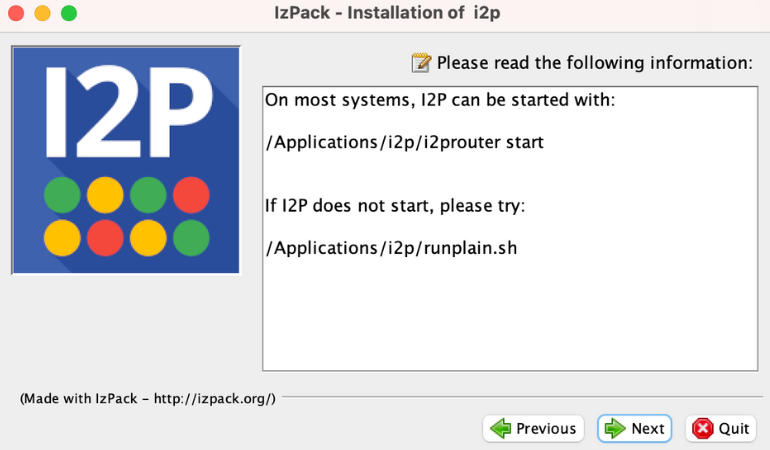 IzPack - Installation of i2p
I2P
Please read the following information:
On most systems, I2P can be started with:
/Applications/i2p/i2prouter start
If I2P does not start, please try:
/Applications/i2p/runplain.sh
(Made with IzPack - http://izpack.org/)
Previous
Next
Quit